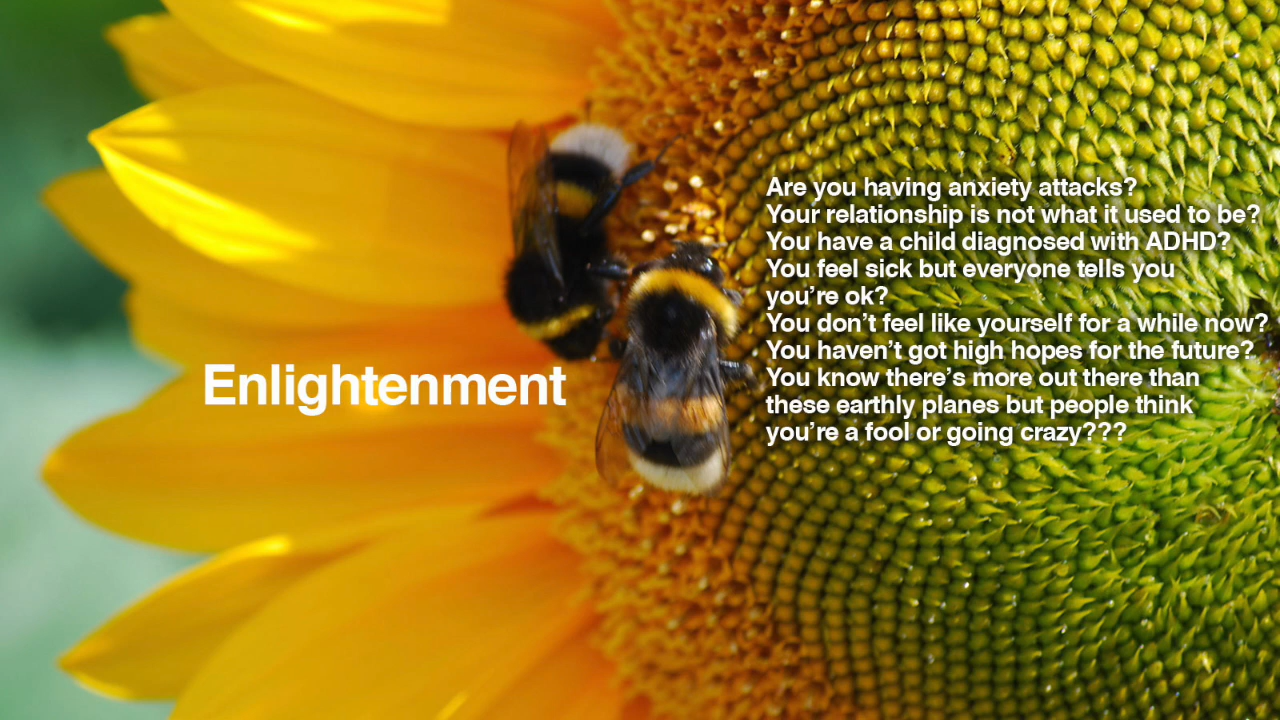 Enlightenment
Are you having anxiety attacks?
Your relationship is not what it used to be?
You have a child diagnosed with ADHD?
You feel sick but everyone tells you
you’re ok?
You don’t feel like yourself for a while now?
You haven’t got high hopes for the future?
You know there’s more out there than
these earthly planes but people think
you’re a fool or going crazy???